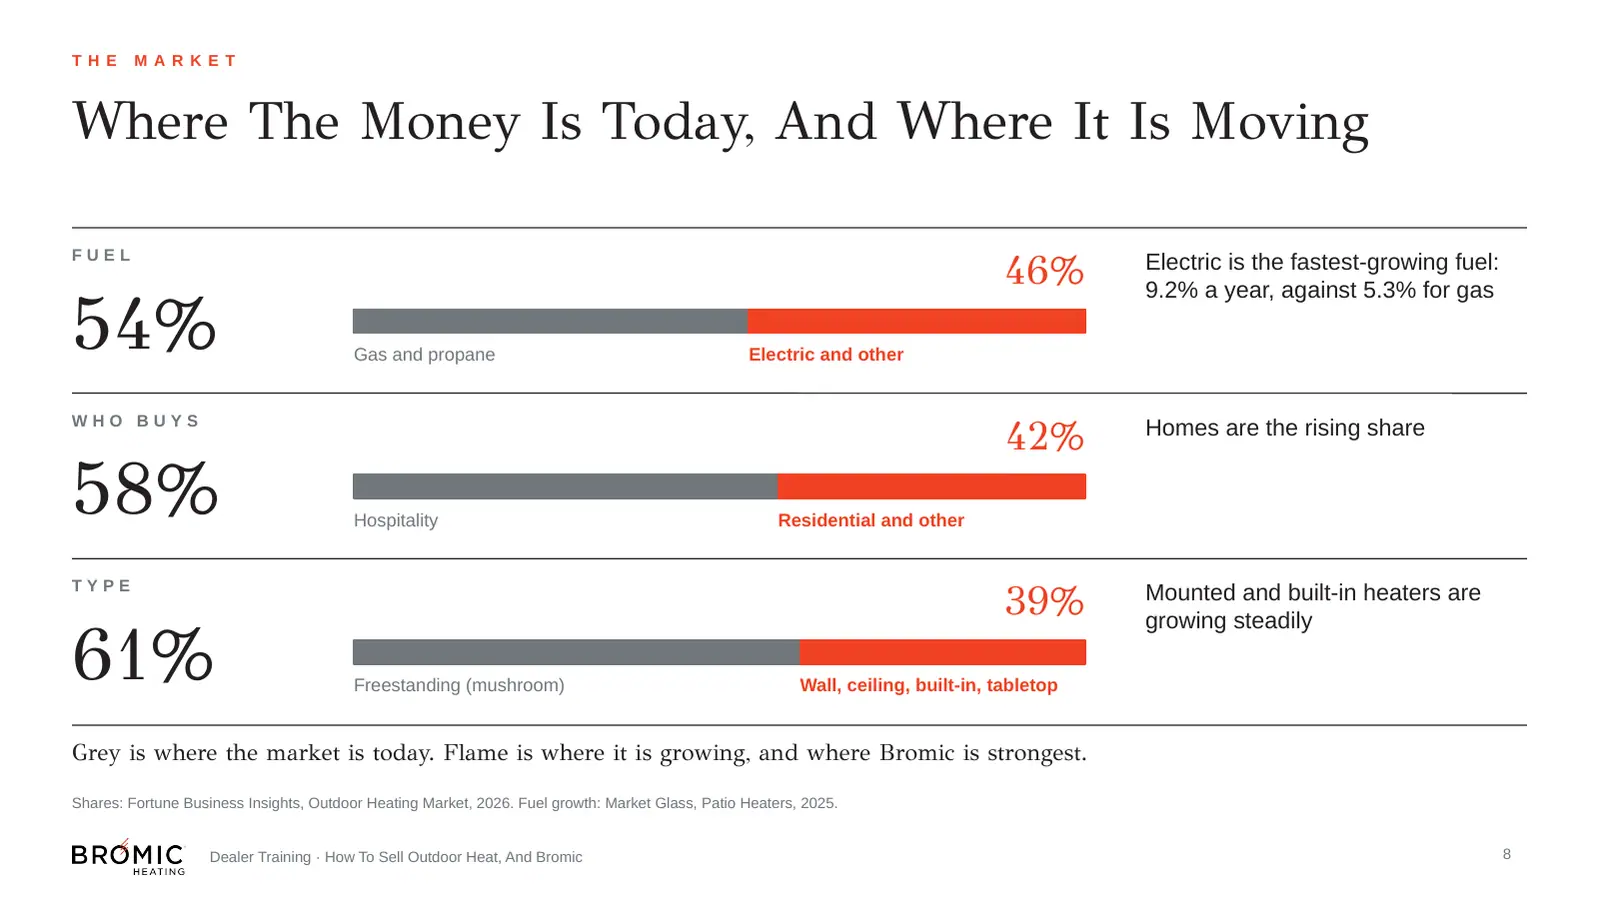 THE MARKET
Where The Money Is Today, And Where It Is Moving
FUEL
54%
46%
Gas and propane
Electric and other
Electric is the fastest-growing fuel:
9.2% a year, against 5.3% for gas
WHO BUYS
58%
42%
Hospitality
Residential and other
Homes are the rising share
TYPE
61%
39%
Freestanding (mushroom)
Wall, ceiling, built-in, tabletop
Mounted and built-in heaters are
growing steadily
Grey is where the market is today. Flame is where it is growing, and where Bromic is strongest.
Shares: Fortune Business Insights, Outdoor Heating Market, 2026. Fuel growth: Market Glass, Patio Heaters, 2025.
BROMIC
HEATING
Dealer Training · How To Sell Outdoor Heat, And Bromic
8